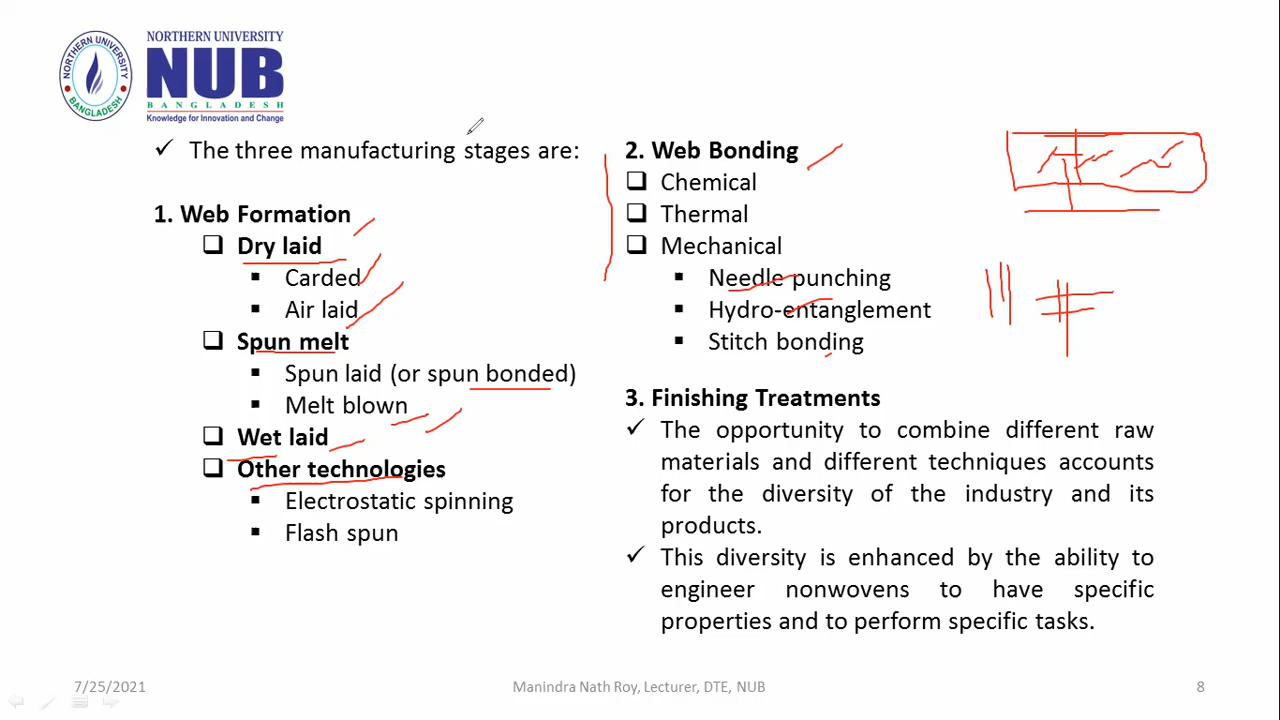 NORTHERN UNIVERSITY
NUB
BANGLADESH
Knowledge for Innovation and Change
NORTHERN UNIVERSITY
BANGLADESH
The three manufacturing stages are:
1. Web Formation
Dry laid
Carded
Air laid
Spun melt
Spun laid (or spun bonded)
Melt blown
Wet laid
Other technologies
Electrostatic spinning
Flash spun
2. Web Bonding
Chemical
Thermal
Mechanical
Needle punching
Hydro-entanglement
Stitch bonding
3. Finishing Treatments
The opportunity to combine different raw
materials and different techniques accounts
for the diversity of the industry and its
products.
This diversity is enhanced by the ability to
engineer nonwovens to have specific
properties and to perform specific tasks.
7/25/2021
Manindra Nath Roy, Lecturer, DTE, NUB
8